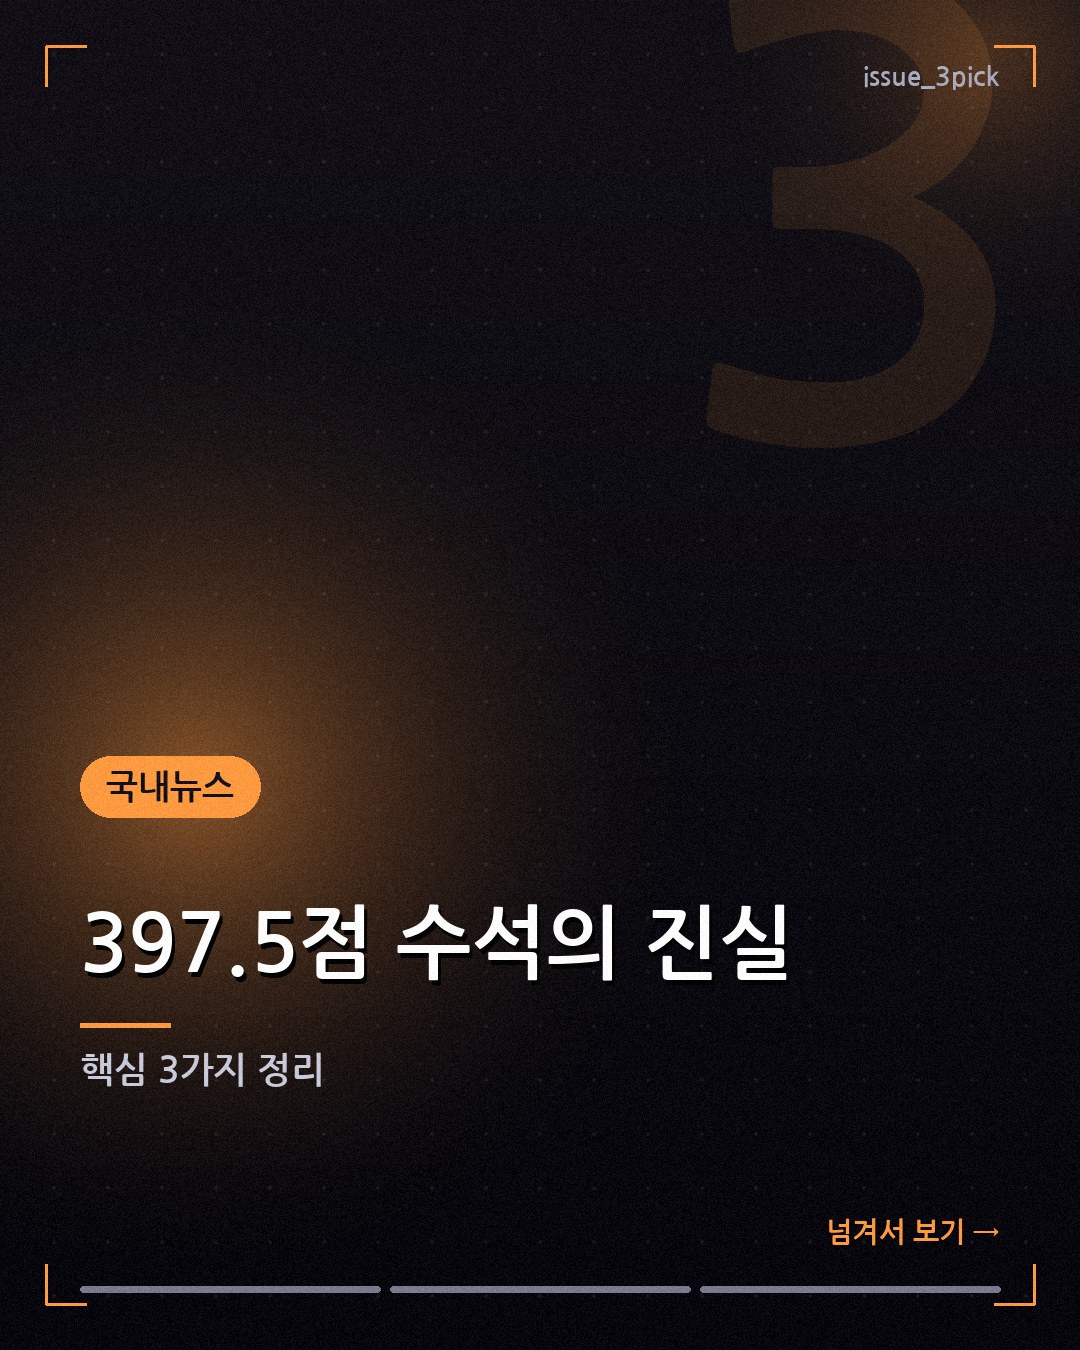 issue_3pick
3
국내뉴스
397.5점 수석의 진실
핵심 3가지 정리
넘겨서 보기 →